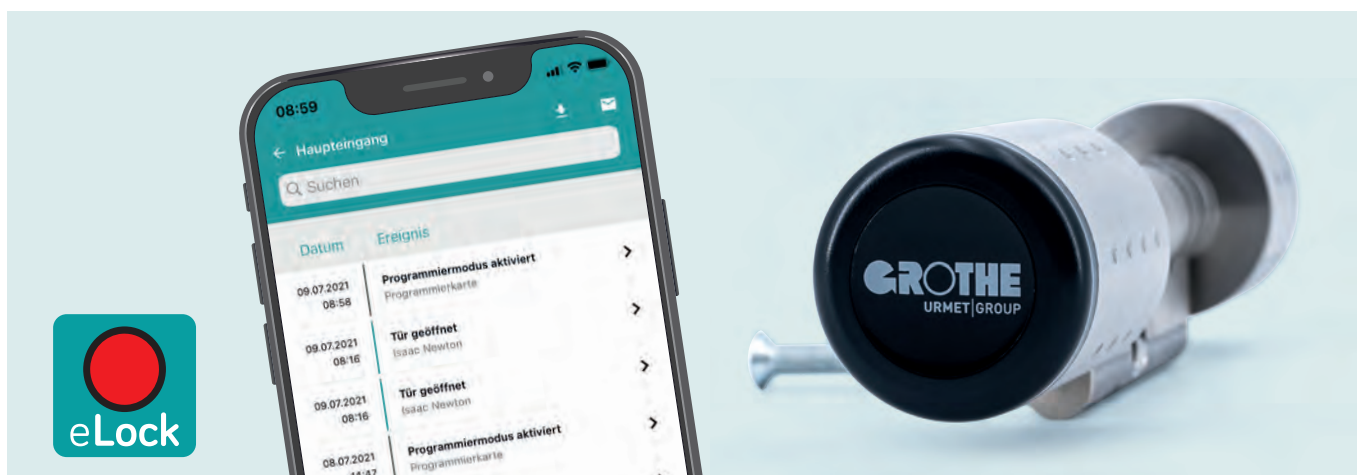 08:59
← Haupteingang
Suchen
Datum Ereignis
09.07.2021 Programmiermodus aktiviert
08:58 Programmierkarte
09.07.2021 Tür geöffnet
08:16 Isaac Newton
09.07.2021 Tür geöffnet
08:16 Isaac Newton
08.07.2021 Programmiermodus aktiviert
14:47 Programmierkarte
eLock
GROTHE
URMET|GROUP